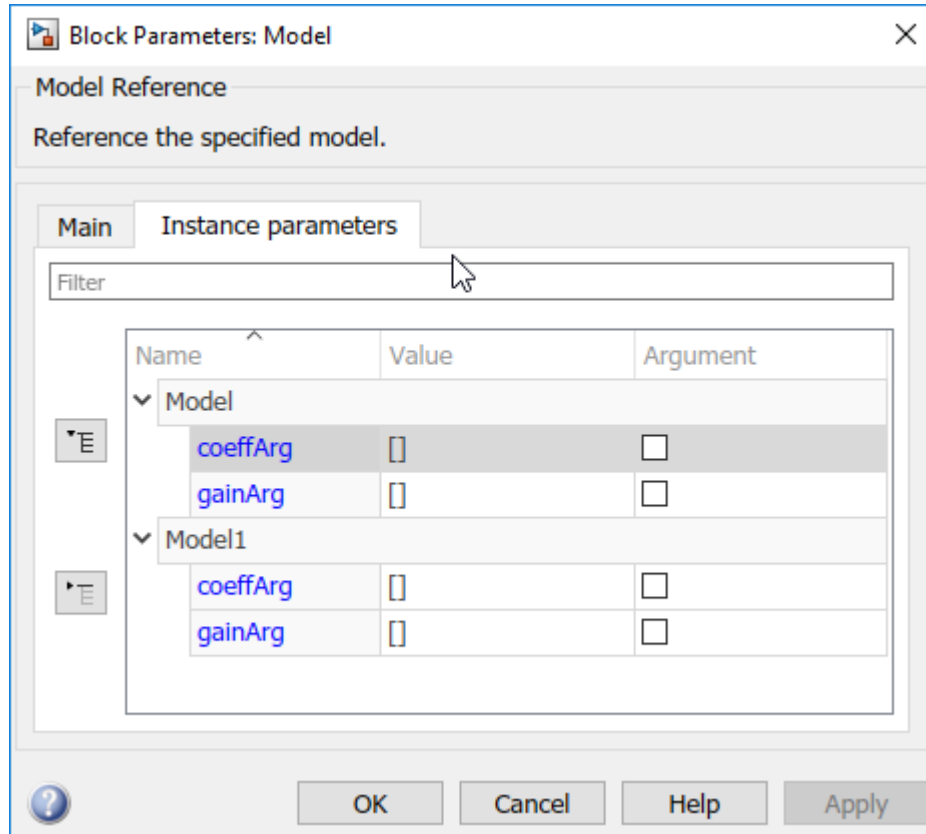 Block Parameters: Model
Model Reference
Reference the specified model.
Main Instance parameters
Filter
Name Value Argument
Model
coeffArg []
gainArg []
Model1
coeffArg []
gainArg []
OK Cancel Help Apply